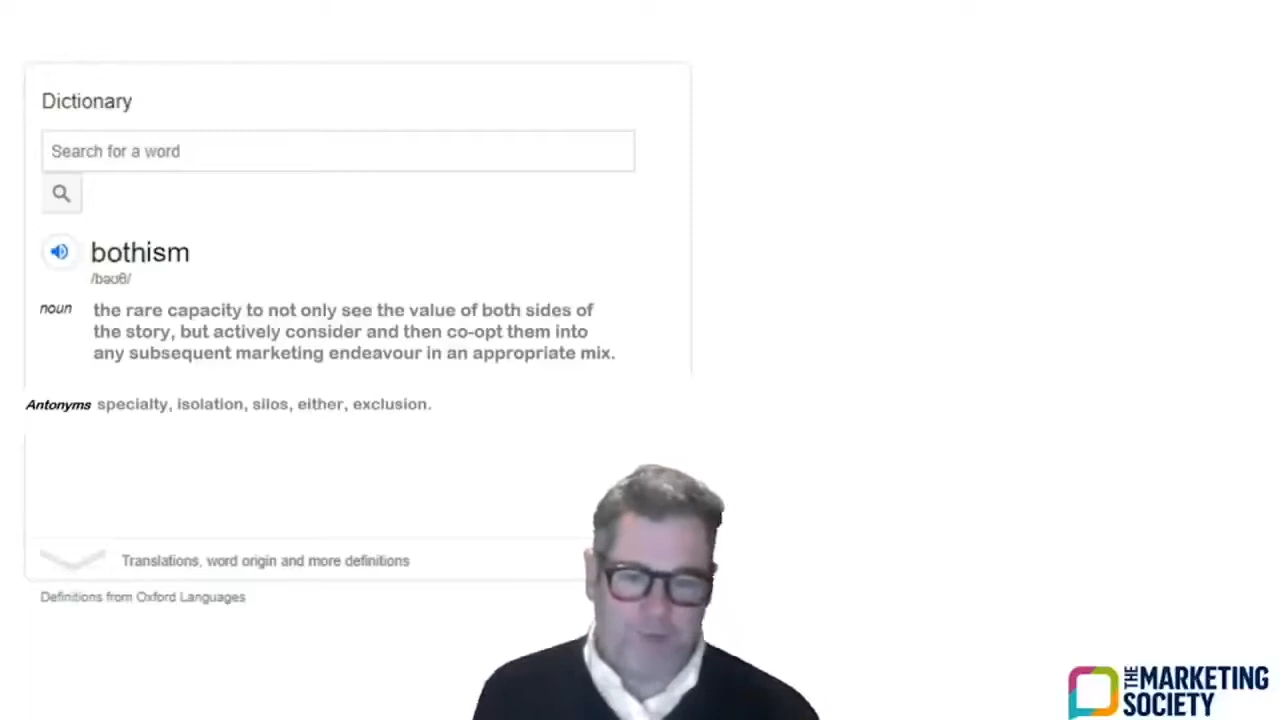 Dictionary
Search for a word
bothism
/bəʊθ/
noun the rare capacity to not only see the value of both sides of
the story, but actively consider and then co-opt them into
any subsequent marketing endeavour in an appropriate mix.
Antonyms specialty, isolation, silos, either, exclusion.
Translations, word origin and more definitions
Definitions from Oxford Languages
THE MARKETING
SOCIETY